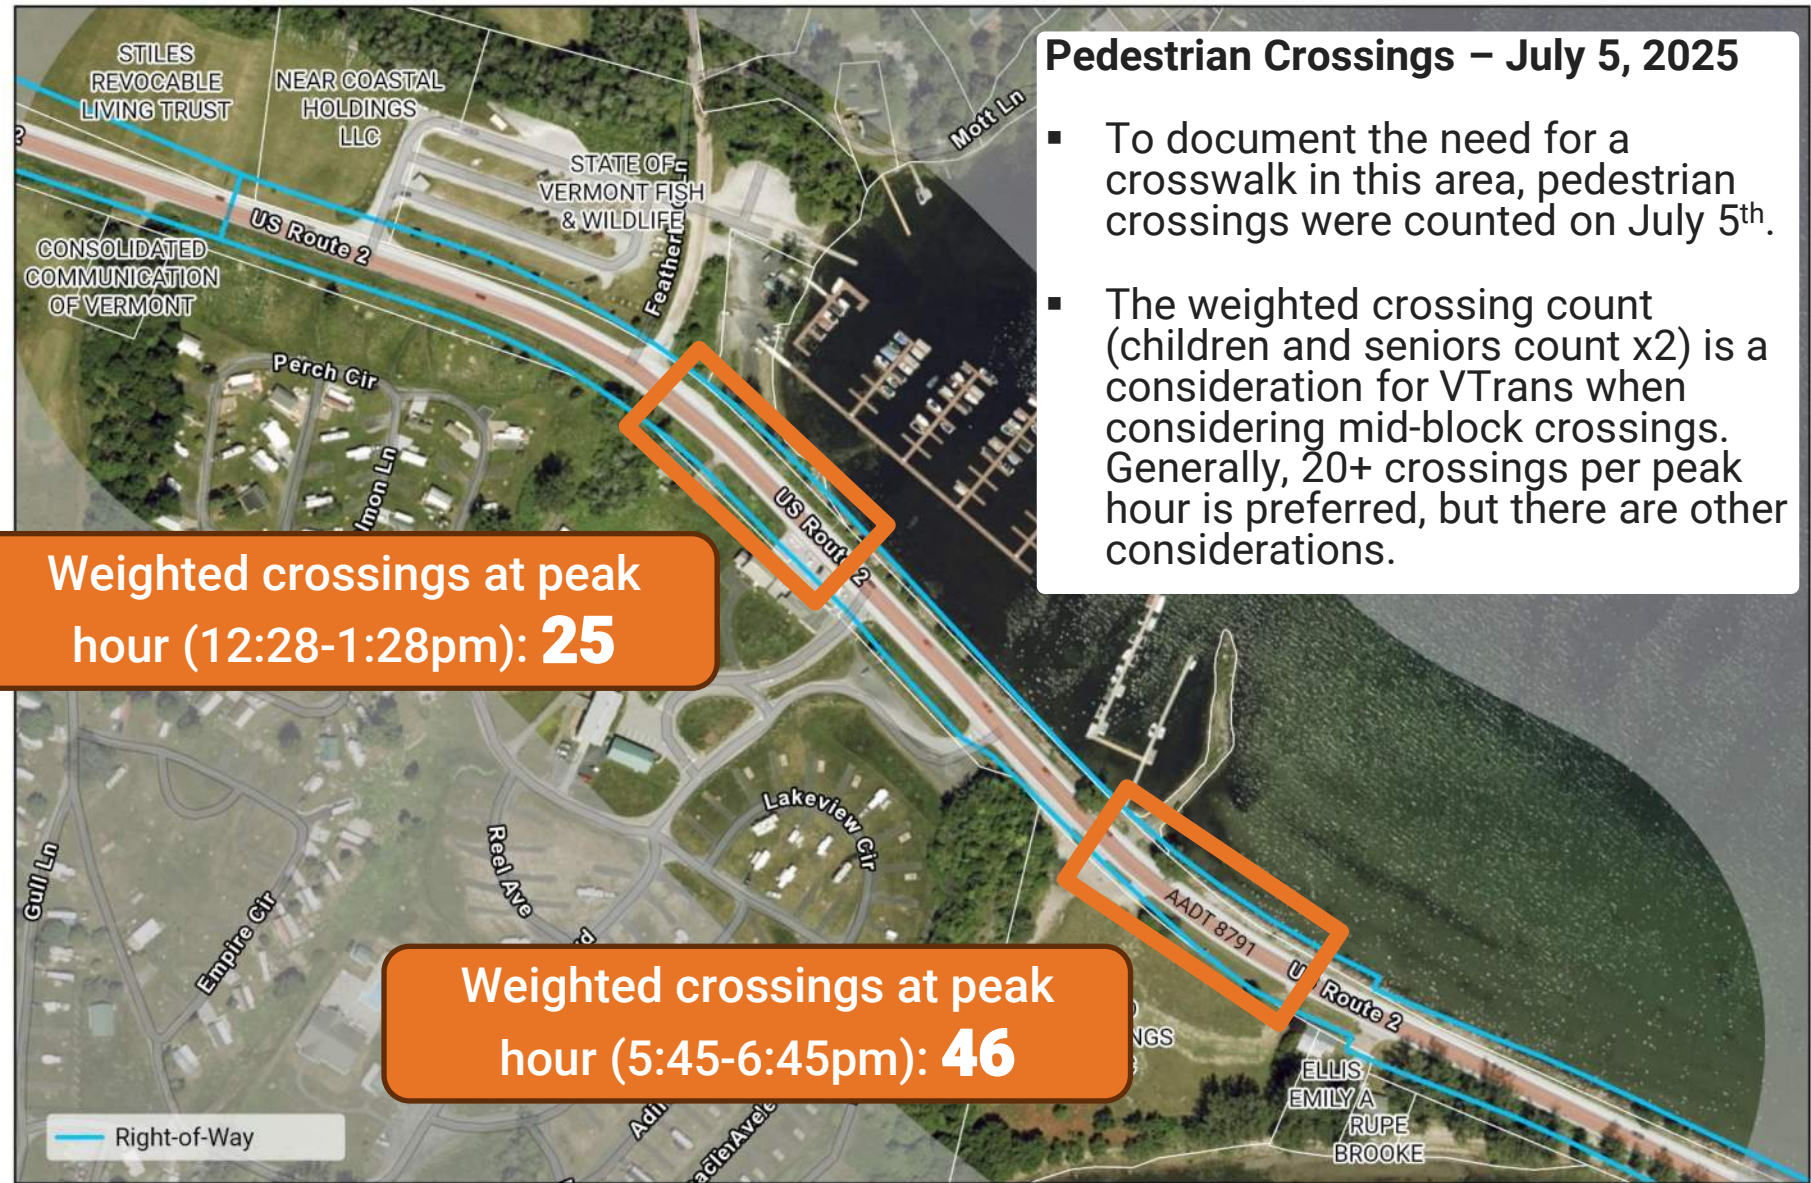 Pedestrian Crossings – July 5, 2025
▪ To document the need for a
crosswalk in this area, pedestrian
crossings were counted on July 5th.
▪ The weighted crossing count
(children and seniors count x2) is a
consideration for VTrans when
considering mid-block crossings.
Generally, 20+ crossings per peak
hour is preferred, but there are other
considerations.
STILES
REVOCABLE
LIVING TRUST
NEAR COASTAL
HOLDINGS
LLC
STATE OF
VERMONT FISH
& WILDLIFE
Mott Ln
US Route 2
CONSOLIDATED
COMMUNICATION
OF VERMONT
Perch Cir
US Route 2
Weighted crossings at peak
hour (12:28-1:28pm): 25
Lakeview Cir
Reel Ave
Gull Ln
Empire Cir
AADT 8791
US Route 2
Weighted crossings at peak
hour (5:45-6:45pm): 46
ELLIS
EMILY A
RUPE
BROOKE
Right-of-Way